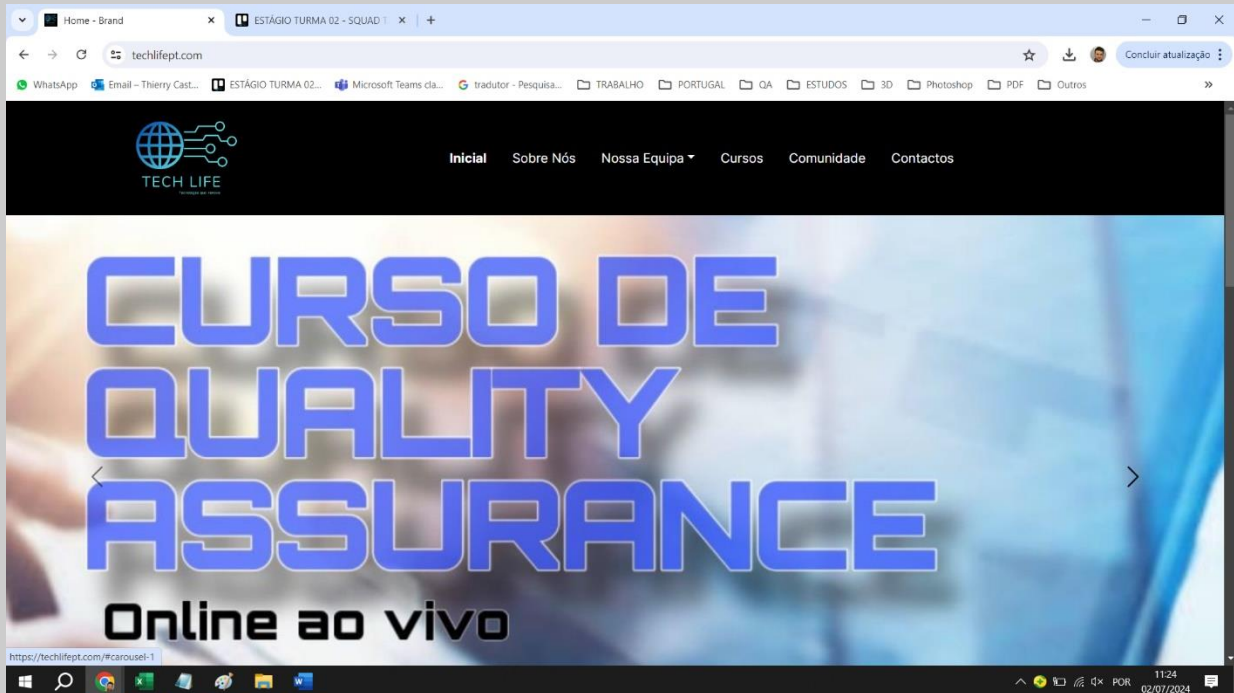 Home - Brand
ESTÁGIO TURMA 02 - SQUAD T
techlifept.com
Concluir atualização
WhatsApp Email – Thierry Cast... ESTÁGIO TURMA 02... Microsoft Teams cla... tradutor - Pesquisa... TRABALHO PORTUGAL QA ESTUDOS 3D Photoshop PDF Outros
TECH LIFE
Inicial Sobre Nós Nossa Equipa Cursos Comunidade Contactos
CURSO DE
QUALITY
ASSURANCE
Online ao vivo
https://techlifept.com/#carousel-1
POR
11:24
02/07/2024